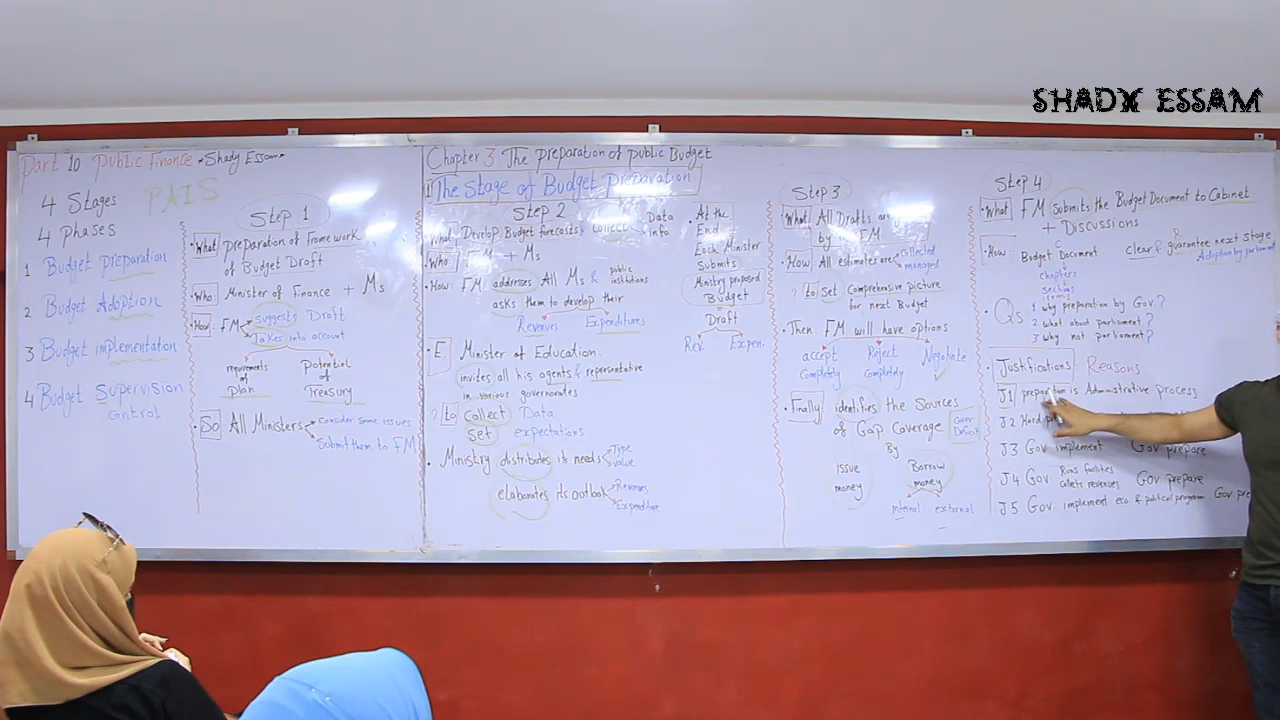 SHADY ESSAM
Part 10 Public Finance *Shady Essam*
PAIS
4 Stages
4 Phases
1 Budget preparation
2 Budget Adoption
3 Budget implementation
4 Budget Supervision
control
Step 1
• What preparation of Framework
of Budget Draft
• Who: Minister of Finance + Ms
• How: FM suggests Draft
Takes into account
requirements of Plan
Potential of Treasury
• So All Ministers Consider Some issues
Submit them to FM
Chapter 3 The preparation of public Budget
1 The Stage of Budget Preparation
Step 2
What Develop Budget forecasts & collect Data
info.
Who: FM + Ms
• How: FM addresses All Ms & public institutions
asks them to develop their
Revenues Expenditures
• E. Minister of Education:
invites all his agents & representative
in various governorates
? to Collect Data
Set expectations
• Ministry distributes its needs Type
value
elaborates its outlook Revenues
Expenditure
At the
End
Each Minister
Submits
Ministry proposed
Budget
Draft
Rev. Expen.
Step 3
• What: All Drafts are
by FM
• How All estimates are collected
managed
? to Set Comprehensive picture
for next Budget
• Then: FM will have options
accept Completely
Reject Completely
Negotiate
• Finally identifies the Sources
of Gap Coverage
Cover Deficit
By
issue money
Borrow money
internal external
Step 4
• What FM Submits the Budget Document to Cabinet
+ Discussions
• How: Budget Document clear & guarantee next stage
Adoption by parliament
chapters
Sections
items
Qs 1 why preparation by Gov.?
2. what about parliament?
3 why not parliament?
Justifications: Reasons
J1 preparation is Administrative process
J2 Hard
J3 Gov implement Gov prepare
J4 Gov Runs facilities
collects revenues Gov prepare
J5 Gov. implement eco. & political program Gov pre